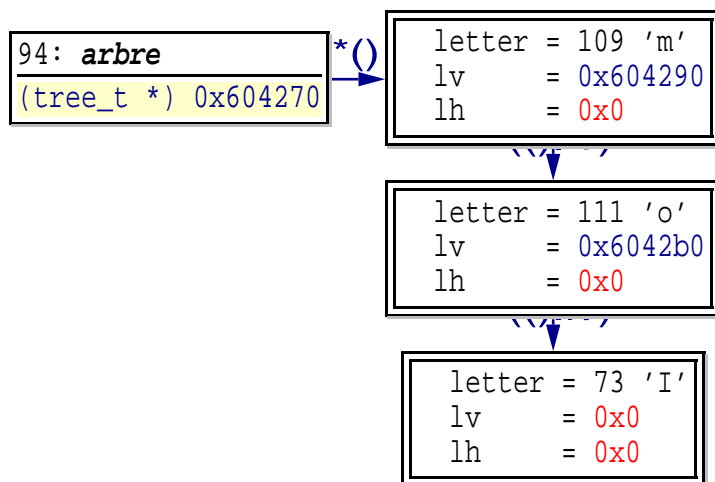 94: arbre
(tree_t *) 0x604270
*()
letter = 109 'm'
lv = 0x604290
lh = 0x0
letter = 111 'o'
lv = 0x6042b0
lh = 0x0
letter = 73 'I'
lv = 0x0
lh = 0x0